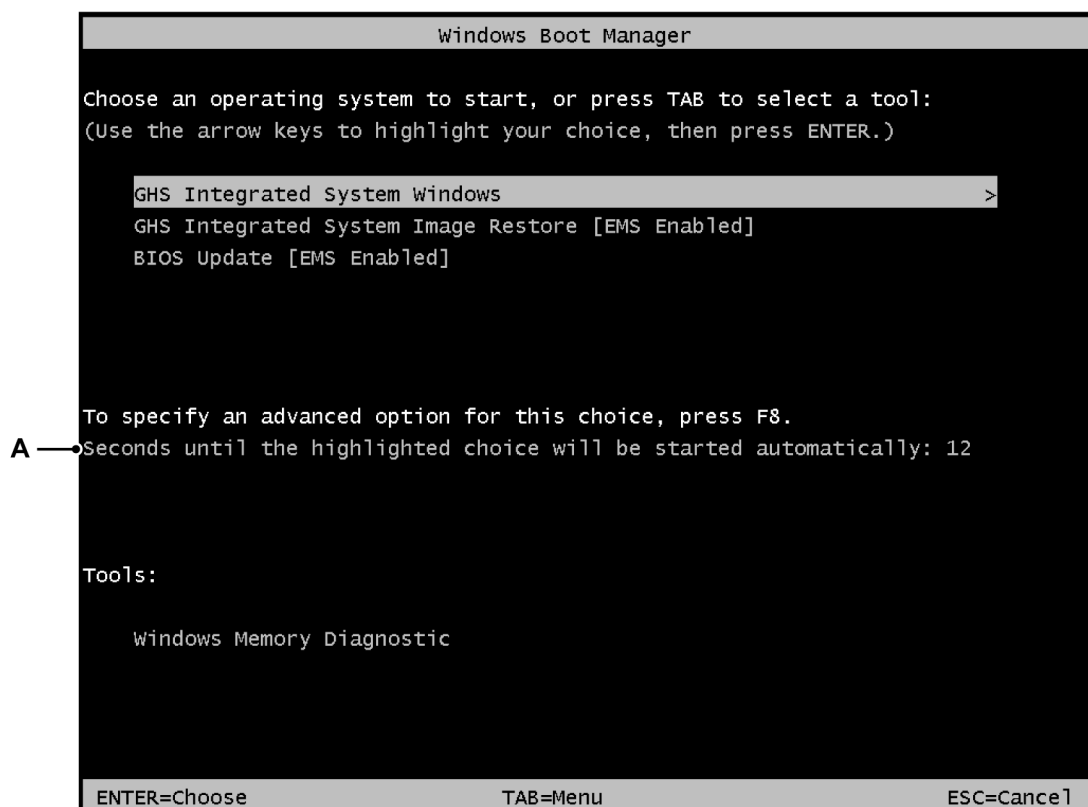 Windows Boot Manager
Choose an operating system to start, or press TAB to select a tool:
(Use the arrow keys to highlight your choice, then press ENTER.)
GHS Integrated System Windows >
GHS Integrated System Image Restore [EMS Enabled]
BIOS Update [EMS Enabled]
To specify an advanced option for this choice, press F8.
A Seconds until the highlighted choice will be started automatically: 12
Tools:
Windows Memory Diagnostic
ENTER=Choose TAB=Menu ESC=Cancel